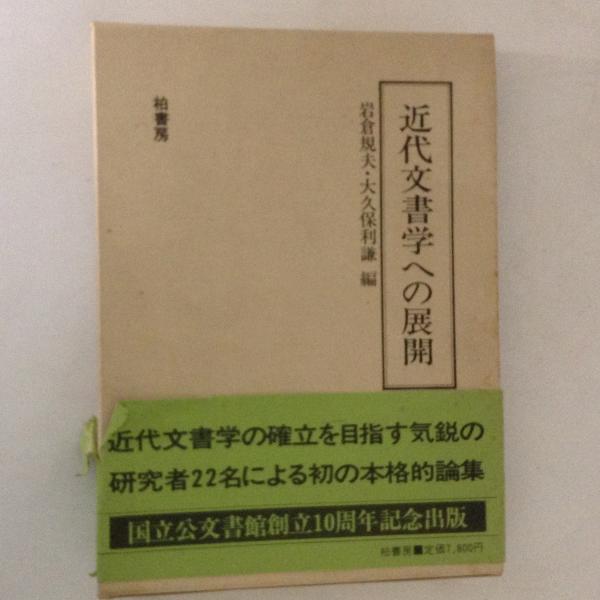 近代文書学への展開
岩倉規夫・大久保利謙 編
柏書房
近代文書学の確立を目指す気鋭の
研究者22名による初の本格的論集
国立公文書館創立10周年記念出版
柏書房■定価7,800円